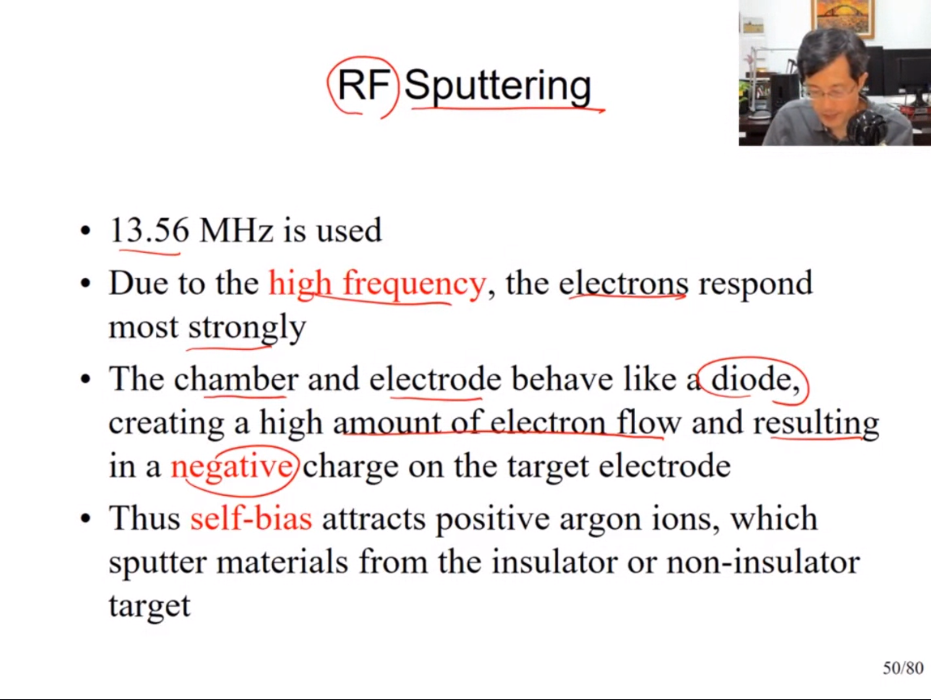 RF Sputtering
• 13.56 MHz is used
• Due to the high frequency, the electrons respond
most strongly
• The chamber and electrode behave like a diode,
creating a high amount of electron flow and resulting
in a negative charge on the target electrode
• Thus self-bias attracts positive argon ions, which
sputter materials from the insulator or non-insulator
target
50/80